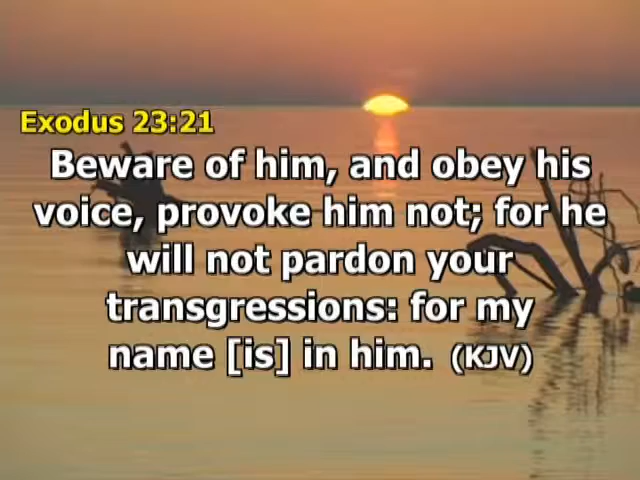 Exodus 23:21
Beware of him, and obey his
voice, provoke him not; for he
will not pardon your
transgressions: for my
name [is] in him. (KJV)